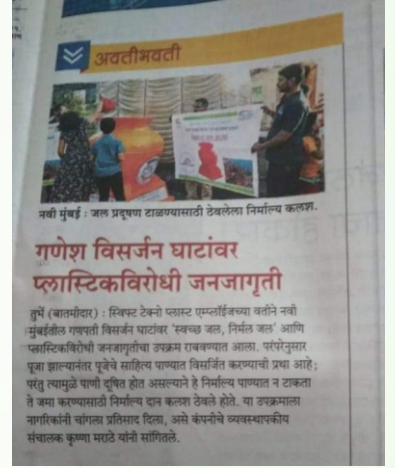 अवतीभवती
नवी मुंबई : जल प्रदूषण टाळण्यासाठी ठेवलेला निर्माल्य कलश.
गणेश विसर्जन घाटांवर
प्लास्टिकविरोधी जनजागृती
तुर्भे (बातमीदार) : स्विफ्ट टेक्नो प्लास्ट एम्प्लॉईजच्या वतीने नवी
मुंबईतील गणपती विसर्जन घाटांवर 'स्वच्छ जल, निर्मल जल' आणि
प्लास्टिकविरोधी जनजागृतीचा उपक्रम राबवण्यात आला. परंपरेनुसार
पूजा झाल्यानंतर पूजेचे साहित्य पाण्यात विसर्जित करण्याची प्रथा आहे;
परंतु त्यामुळे पाणी दूषित होत असल्याने हे निर्माल्य पाण्यात न टाकता
ते जमा करण्यासाठी निर्माल्य दान कलश ठेवले होते. या उपक्रमाला
नागरिकांनी चांगला प्रतिसाद दिला, असे कंपनीचे व्यवस्थापकीय
संचालक कृष्णा मराठे यांनी सांगितले.